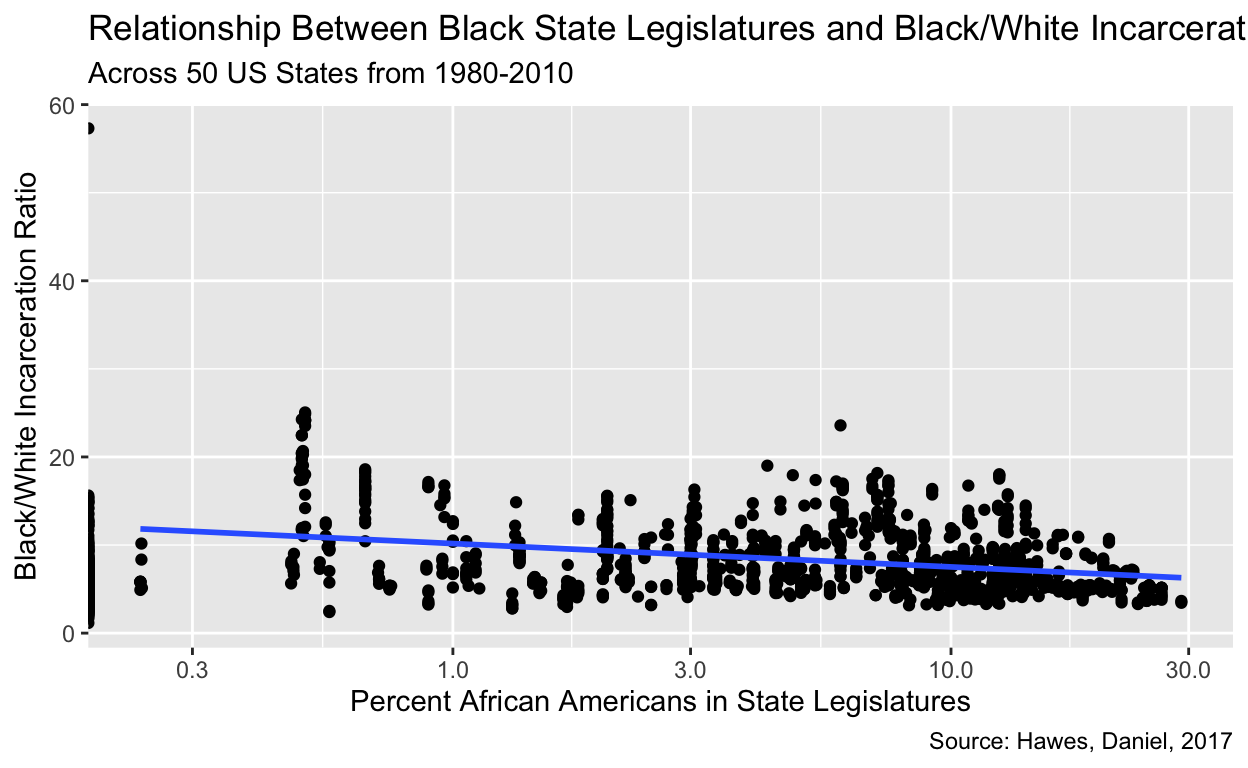 Relationship Between Black State Legislatures and Black/White Incarcerat
Across 50 US States from 1980-2010
Black/White Incarceration Ratio
60
40
20
0
0.3 1.0 3.0 10.0 30.0
Percent African Americans in State Legislatures
Source: Hawes, Daniel, 2017